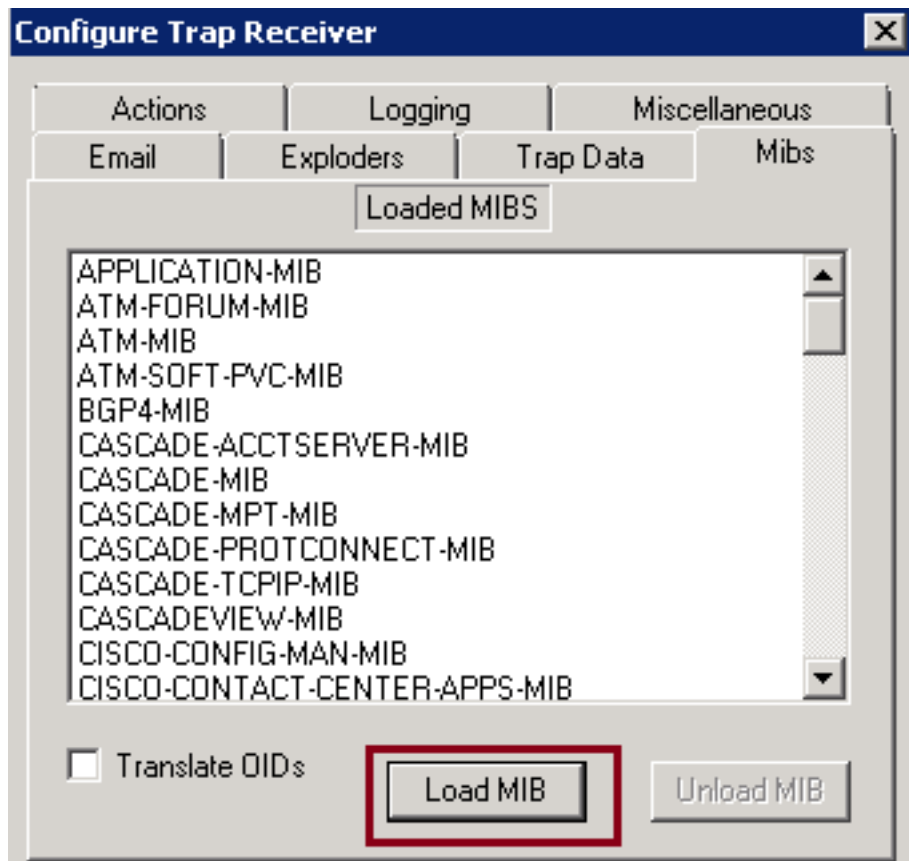 Configure Trap Receiver
Actions Logging Miscellaneous
Email Exploders Trap Data Mibs
Loaded MIBS
APPLICATION-MIB
ATM-FORUM-MIB
ATM-MIB
ATM-SOFT-PVC-MIB
BGP4-MIB
CASCADE-ACCTSERVER-MIB
CASCADE-MIB
CASCADE-MPT-MIB
CASCADE-PROTCONNECT-MIB
CASCADE-TCPIP-MIB
CASCADEVIEW-MIB
CISCO-CONFIG-MAN-MIB
CISCO-CONTACT-CENTER-APPS-MIB
Translate OIDs Load MIB Unload MIB